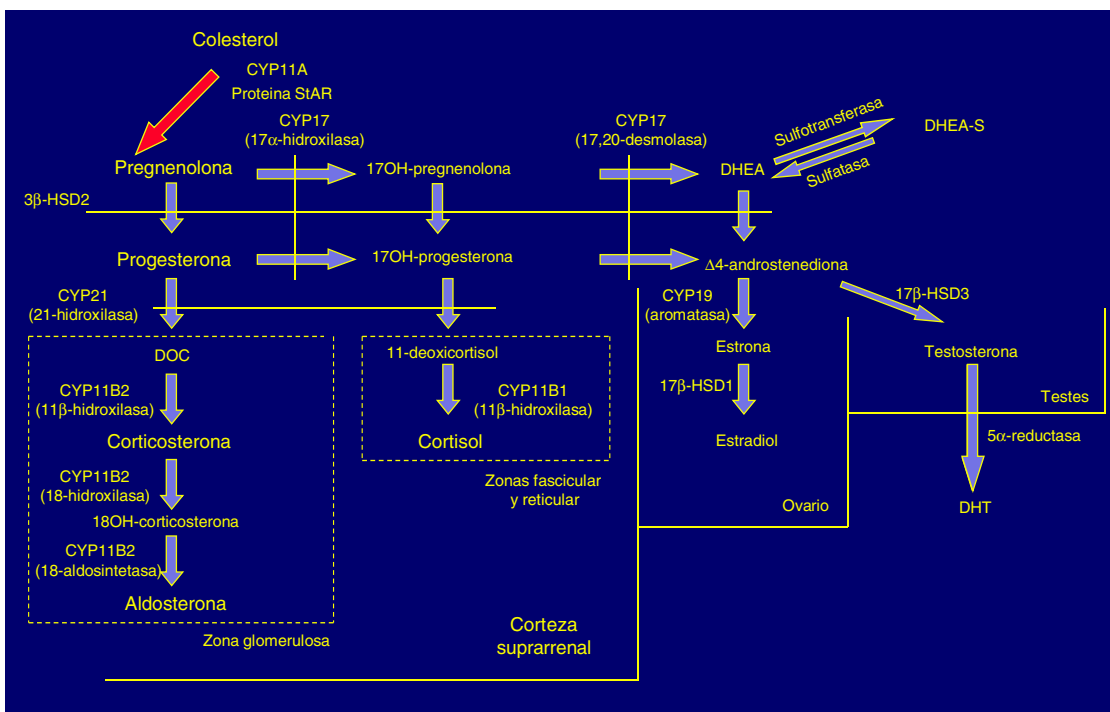 Colesterol
CYP11A
Proteina StAR
CYP17
(17α-hidroxilasa)
CYP17
(17,20-desmolasa)
Sulfotransferasa
DHEA-S
Sulfatasa
Pregnenolona
17OH-pregnenolona
DHEA
3β-HSD2
Progesterona
17OH-progesterona
Δ4-androstenediona
CYP21
(21-hidroxilasa)
CYP19
(aromatasa)
17β-HSD3
DOC
11-deoxicortisol
Estrona
Testosterona
CYP11B2
(11β-hidroxilasa)
CYP11B1
(11β-hidroxilasa)
17β-HSD1
Testes
Corticosterona
Cortisol
Estradiol
5α-reductasa
CYP11B2
(18-hidroxilasa)
Zonas fascicular
y reticular
Ovario
DHT
18OH-corticosterona
CYP11B2
(18-aldosintetasa)
Aldosterona
Zona glomerulosa
Corteza
suprarrenal